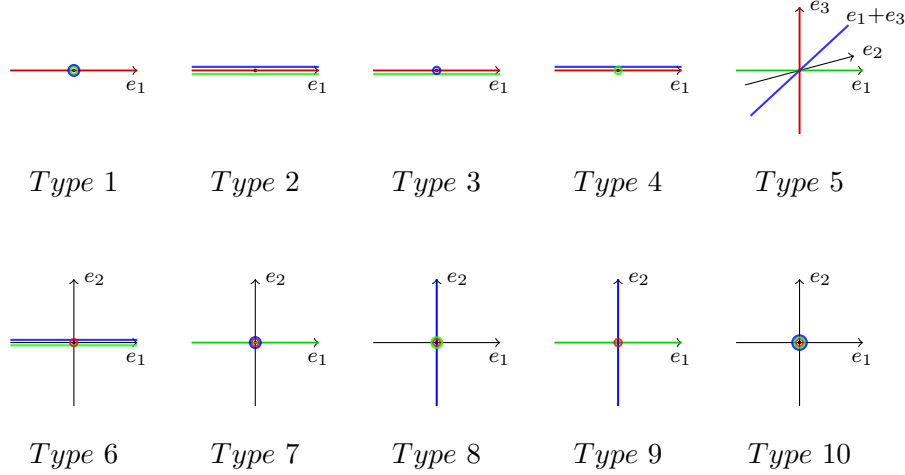 e₃
e₁+e₃
e₂
e₁ e₁ e₁ e₁ e₁
Type 1 Type 2 Type 3 Type 4 Type 5
e₂ e₂ e₂ e₂ e₂
e₁ e₁ e₁ e₁ e₁
Type 6 Type 7 Type 8 Type 9 Type 10